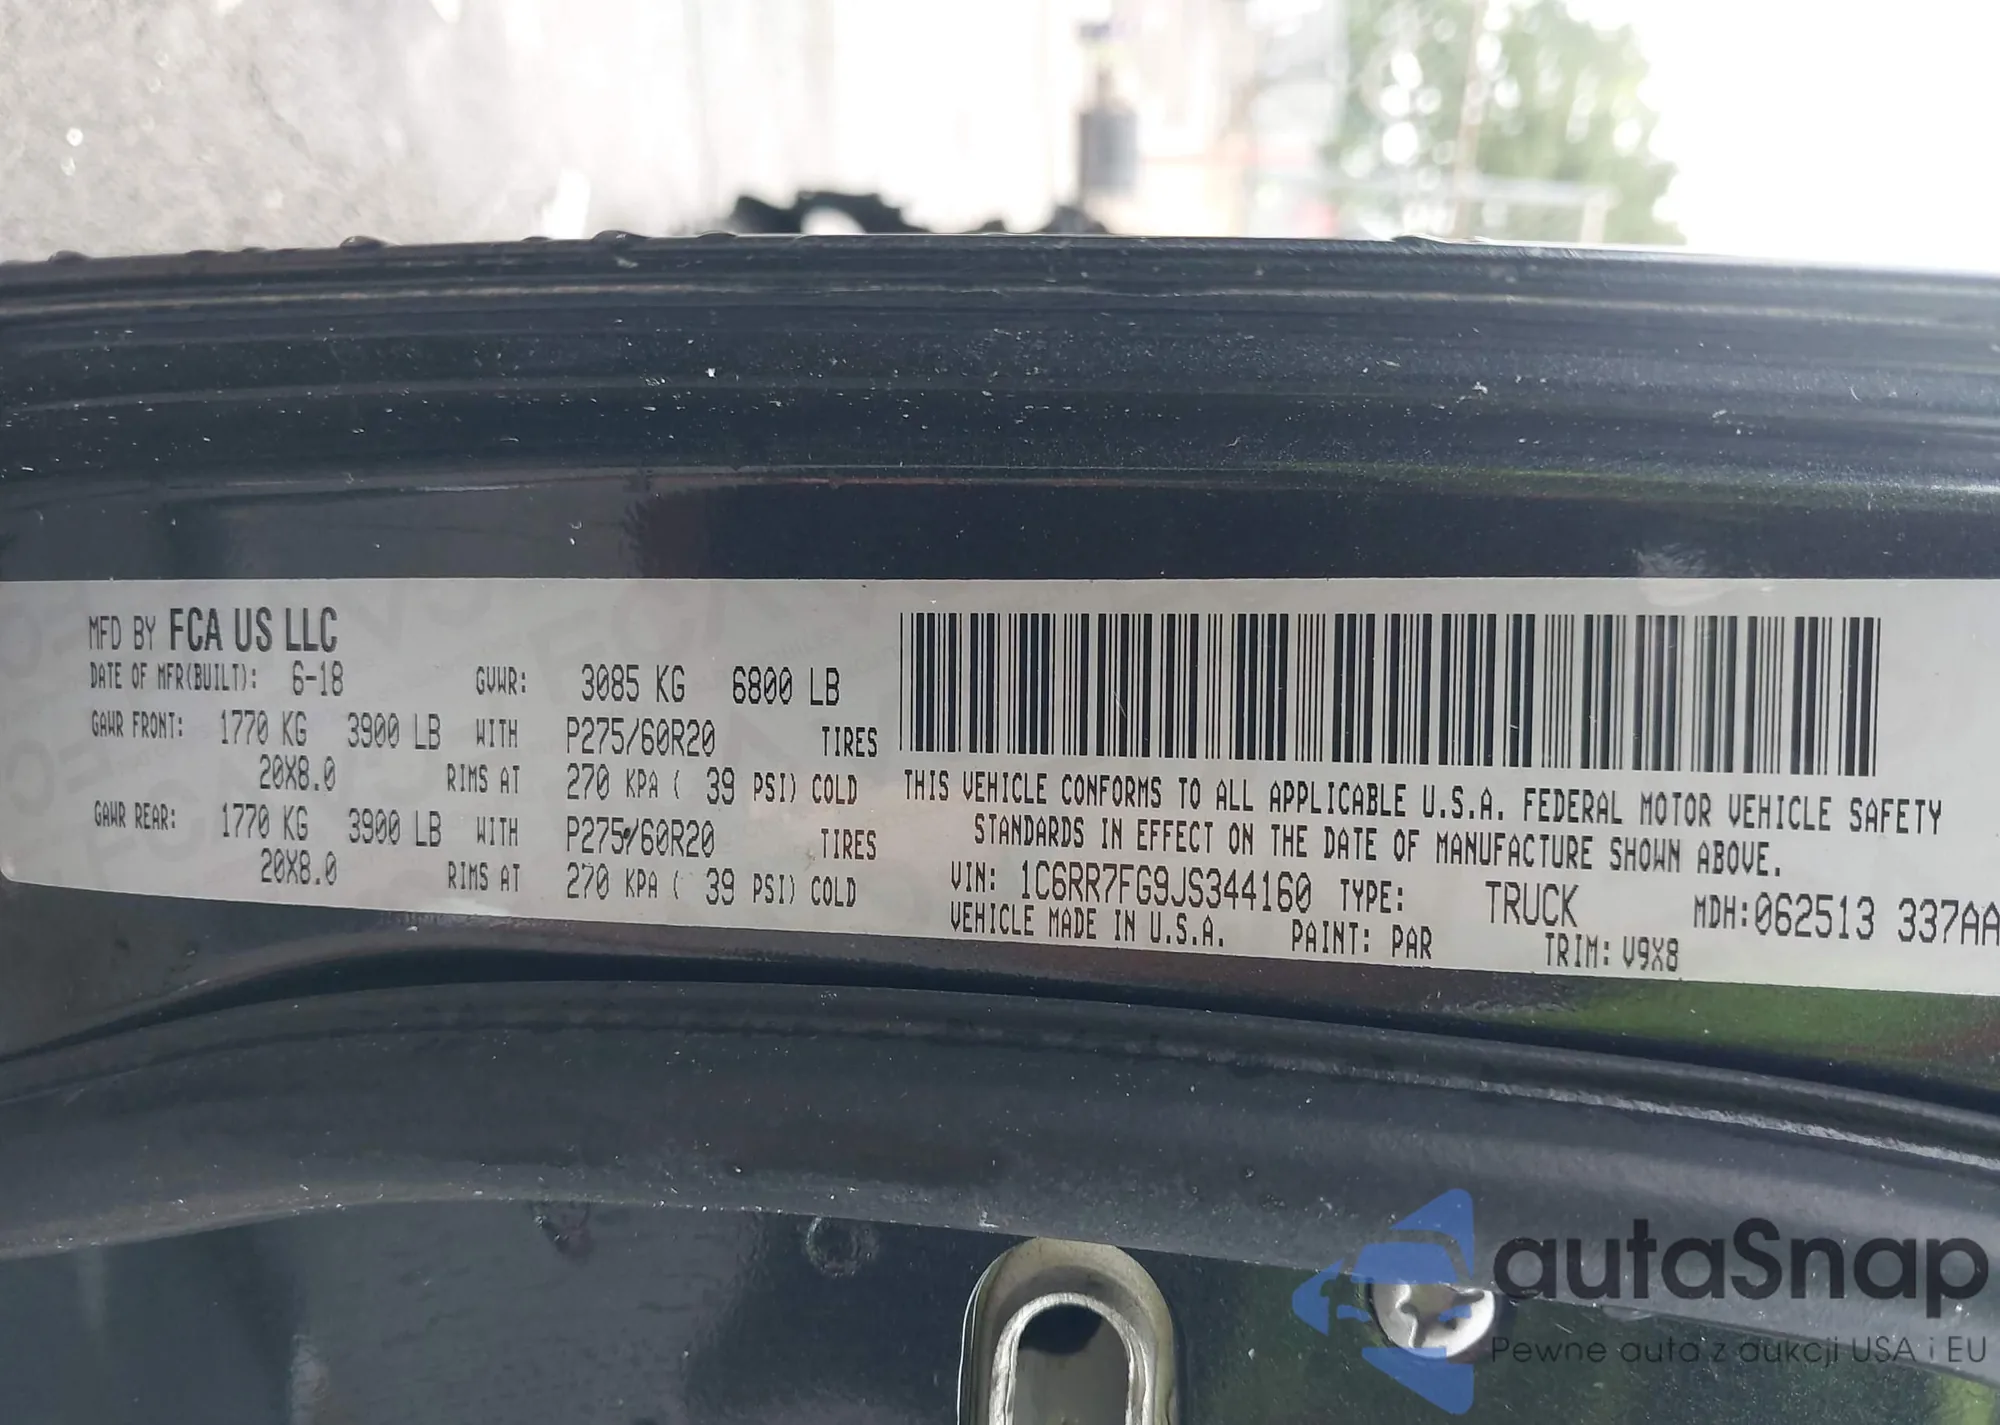 MFD BY FCA US LLC
DATE OF MFR(BUILT): 6-18 GVWR: 3085 KG 6800 LB
GAWR FRONT: 1770 KG 3900 LB WITH P275/60R20 TIRES
20X8.0 RIMS AT 270 KPA ( 39 PSI) COLD
GAWR REAR: 1770 KG 3900 LB WITH P275/60R20 TIRES
20X8.0 RIMS AT 270 KPA ( 39 PSI) COLD
THIS VEHICLE CONFORMS TO ALL APPLICABLE U.S.A. FEDERAL MOTOR VEHICLE SAFETY
STANDARDS IN EFFECT ON THE DATE OF MANUFACTURE SHOWN ABOVE.
VIN: 1C6RR7FG9JS344160 TYPE: TRUCK MDH:062513 337AA
VEHICLE MADE IN U.S.A. PAINT: PAR TRIM: V9X8
autaSnap
Pewne auta z aukcji USA i EU